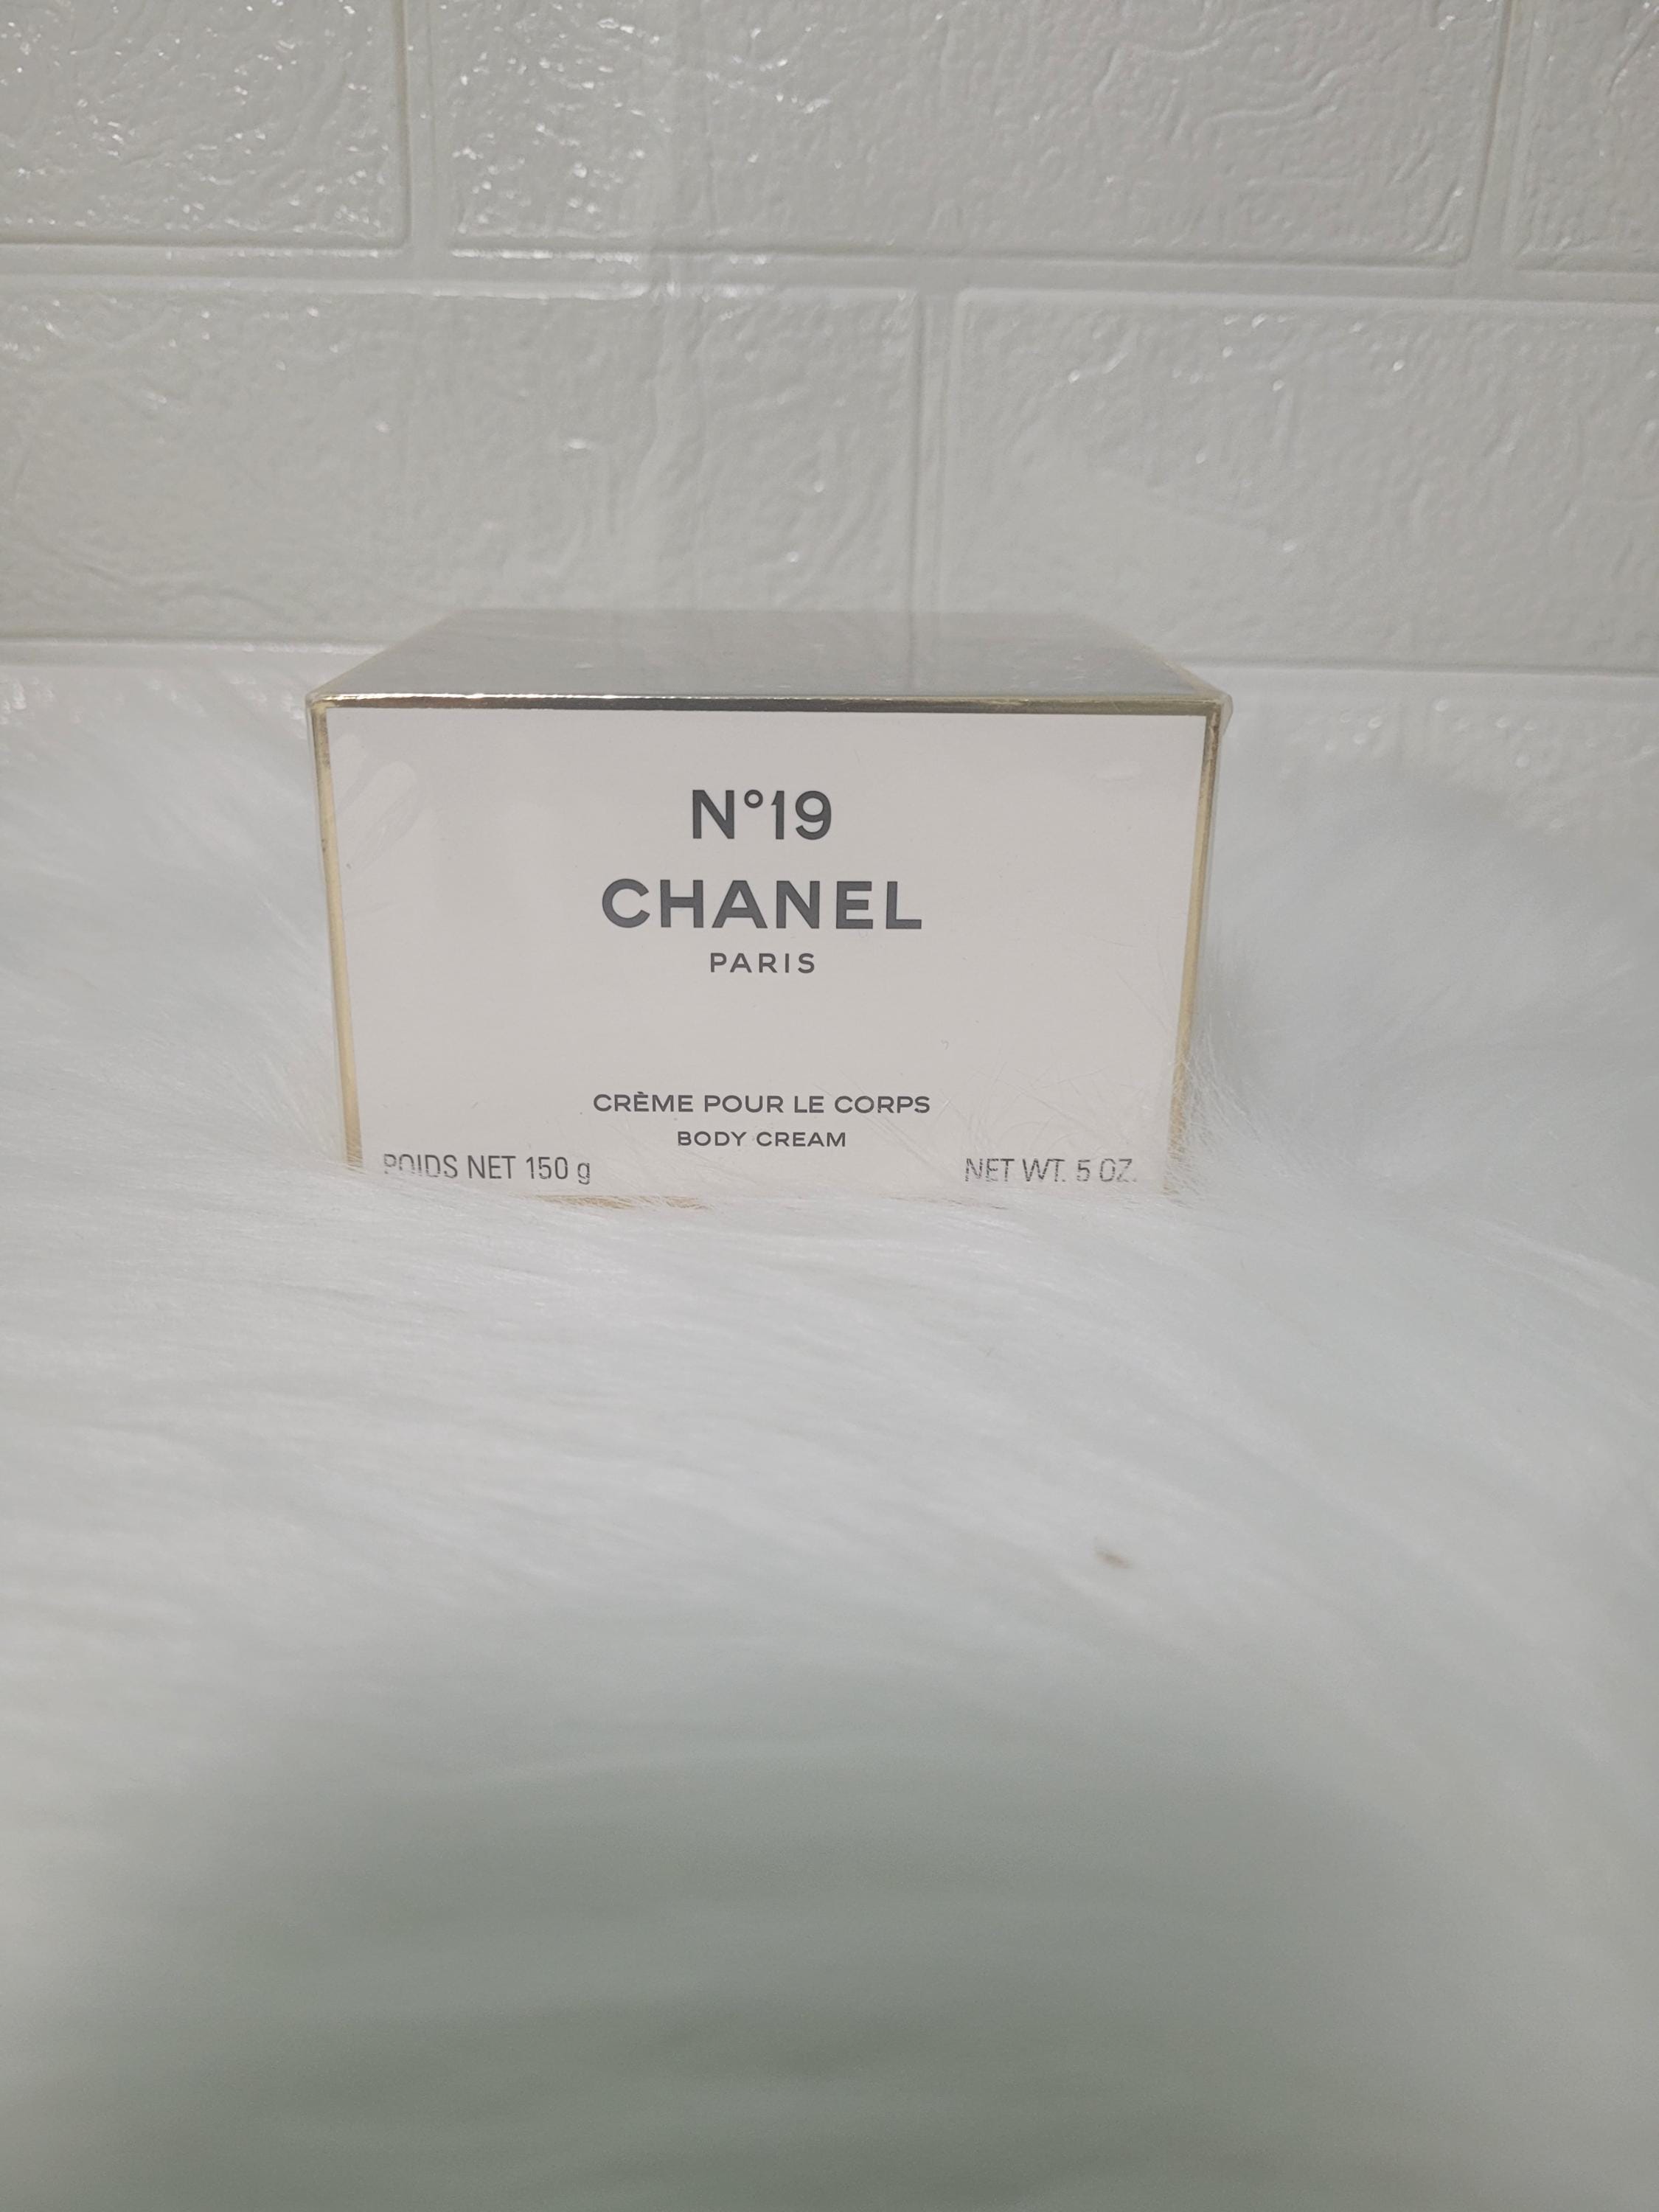 N°19
CHANEL
PARIS
CRÈME POUR LE CORPS
BODY CREAM
POIDS NET 150 g NET WT. 5 OZ.